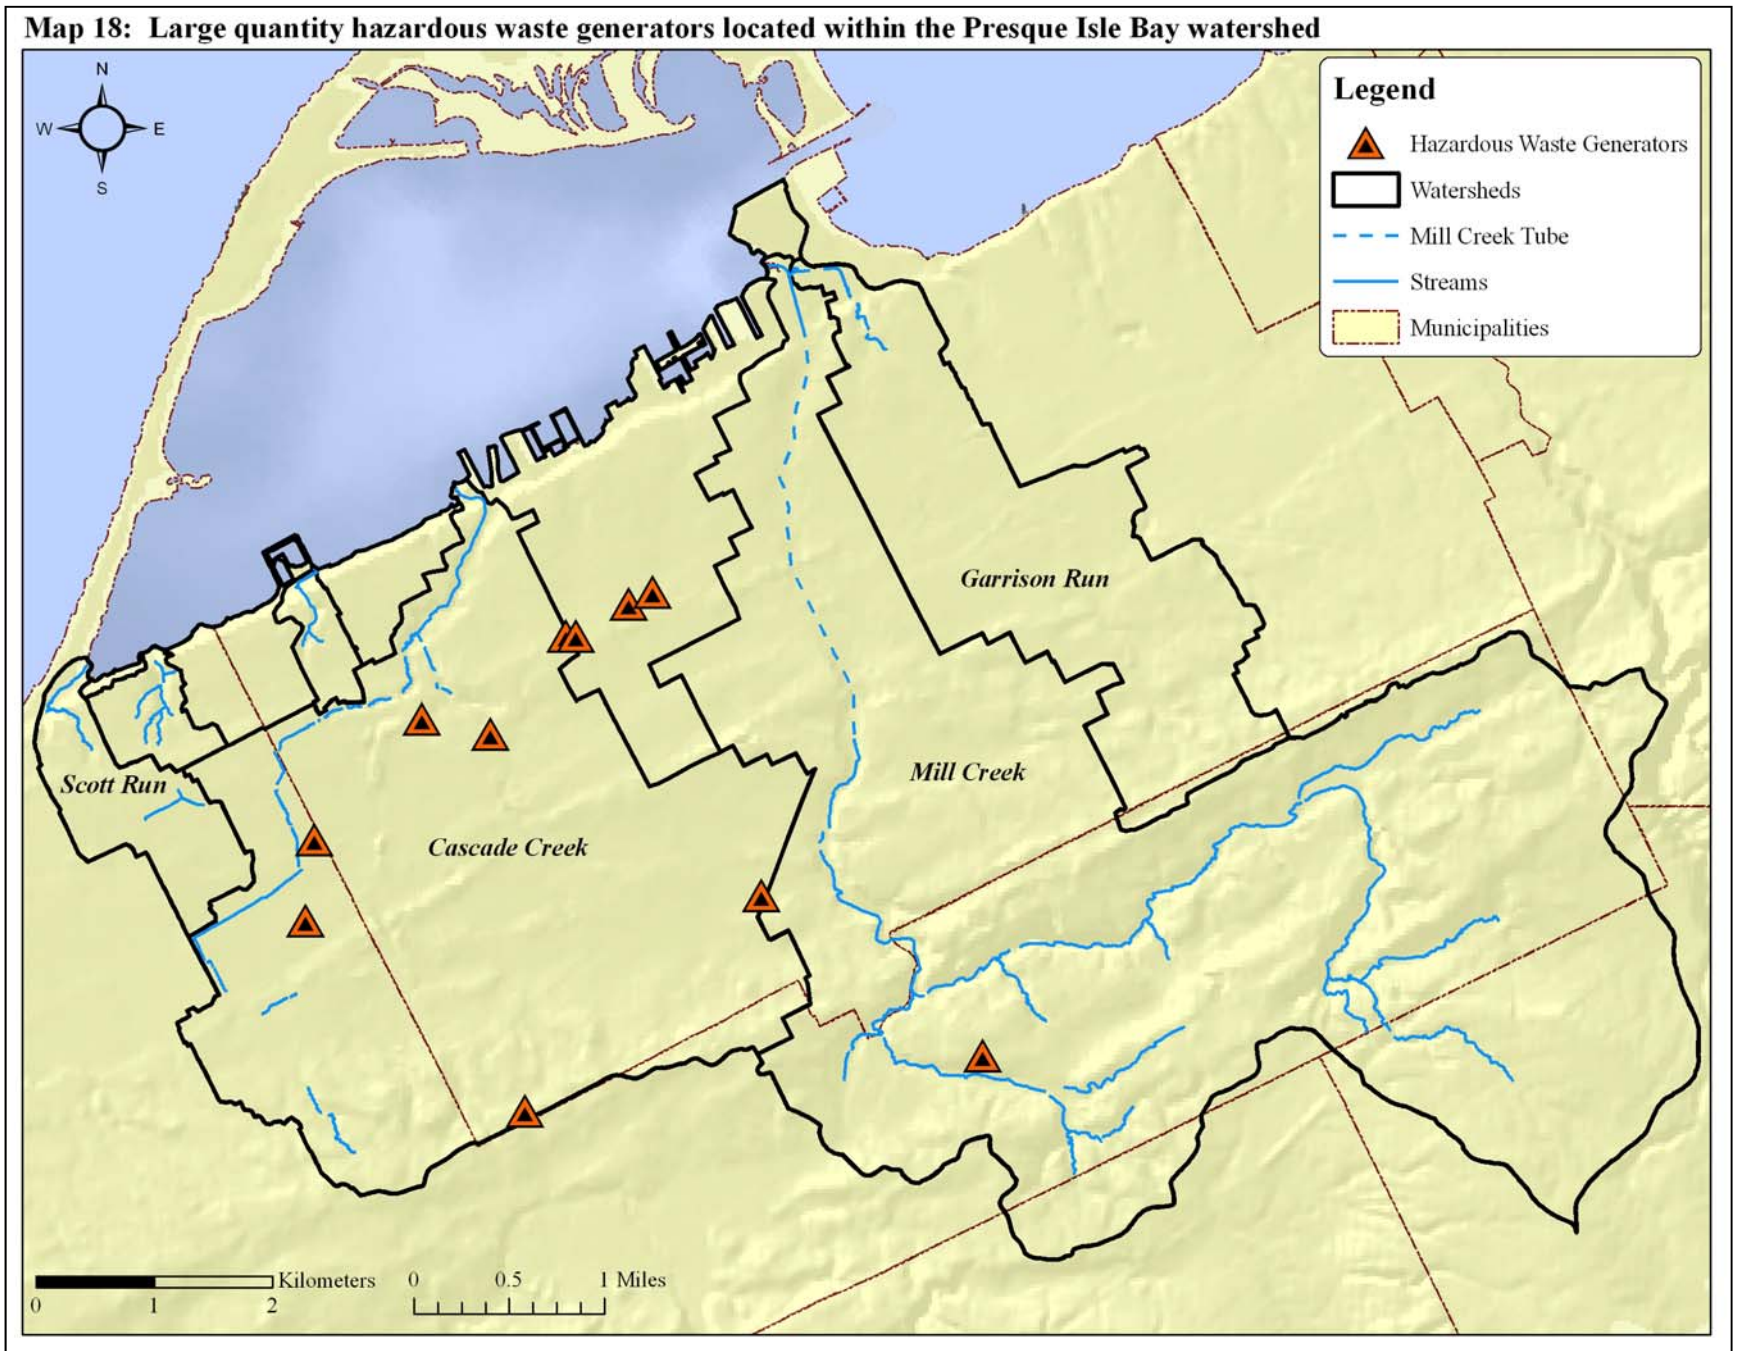 Map 18:  Large quantity hazardous waste generators located within the Presque Isle Bay watershed
N
W E
S
Legend
Hazardous Waste Generators
Watersheds
Mill Creek Tube
Streams
Municipalities
Garrison Run
Scott Run
Mill Creek
Cascade Creek
Kilometers
0 1 2
0 0.5 1 Miles